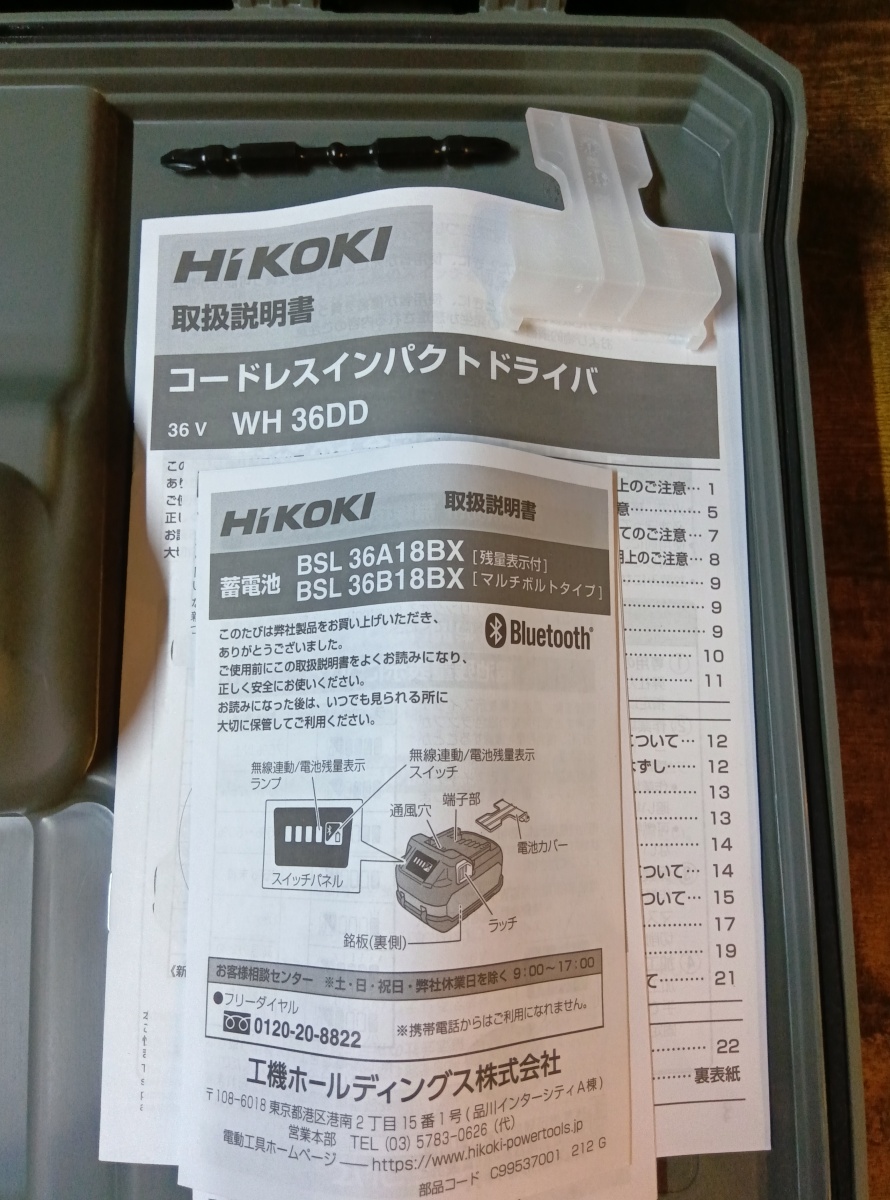 HiKOKI
取扱説明書
コードレスインパクトドライバ
36 V WH 36DD
上のご注意… 1
意………… 5
てのご注意… 7
用上のご注意… 8
……………… 9
……………… 9
……………… 9
……………… 10
……………… 11
ついて… 12
ずし…… 12
……………… 13
……………… 13
……………… 14
ついて… 14
ついて… 15
……………… 17
……………… 19
て……… 21
……………… 22
……… 裏表紙
HiKOKI 取扱説明書
蓄電池
BSL 36A18BX [残量表示付]
BSL 36B18BX [マルチボルトタイプ]
このたびは弊社製品をお買い上げいただき、
ありがとうございました。
ご使用前にこの取扱説明書をよくお読みになり、
正しく安全にお使いください。
お読みになった後は、いつでも見られる所に
大切に保管してご利用ください。
Bluetooth®
無線連動/電池残量表示
ランプ
無線連動/電池残量表示
スイッチ
通風穴
端子部
電池カバー
スイッチパネル
ラッチ
銘板(裏側)
お客様相談センター ※土・日・祝日・弊社休業日を除く 9:00~17:00
●フリーダイヤル
0120-20-8822 ※携帯電話からはご利用になれません。
工機ホールディングス株式会社
〒108-6018 東京都港区港南2丁目15番1号(品川インターシティA棟)
営業本部 TEL (03) 5783-0626 (代)
電動工具ホームページ —— https://www.hikoki-powertools.jp
部品コード C99537001 212 G